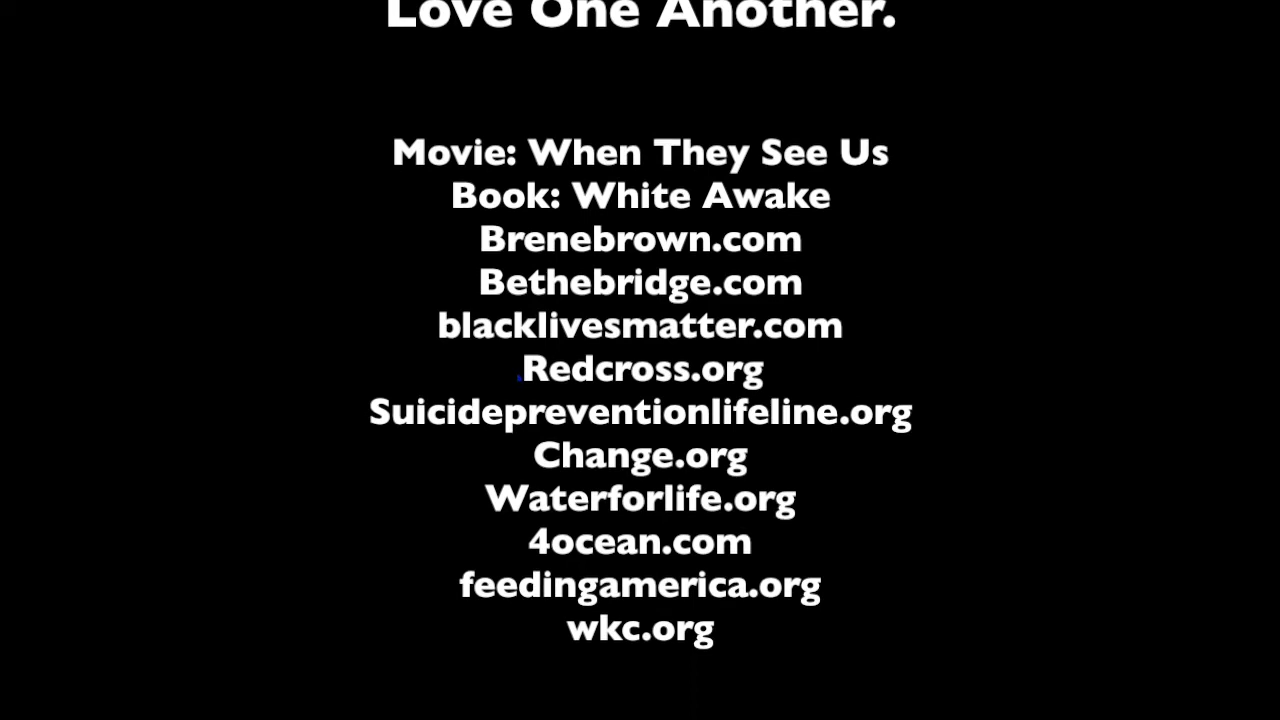 Love One Another.
Movie: When They See Us
Book: White Awake
Brenebrown.com
Bethebridge.com
blacklivesmatter.com
Redcross.org
Suicidepreventionlifeline.org
Change.org
Waterforlife.org
4ocean.com
feedingamerica.org
wkc.org